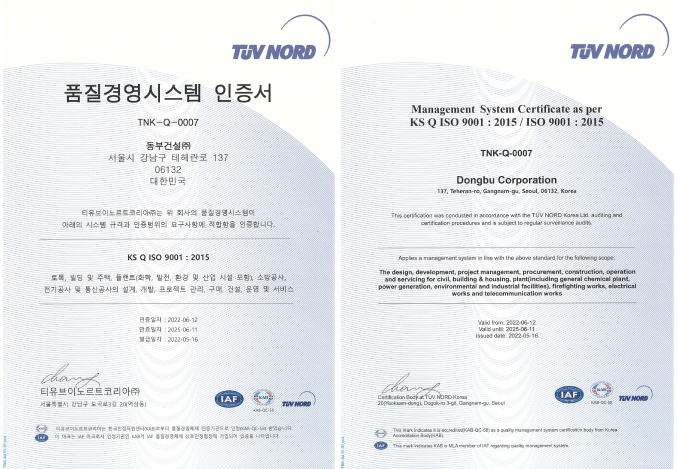 TÜV NORD
품질경영시스템 인증서
TNK-Q-0007
동부건설㈜
서울시 강남구 테헤란로 137
06132
대한민국
티유브이노르트코리아㈜는 위 회사의 품질경영시스템이
아래의 시스템 규격과 인증범위의 요구사항에 적합함을 인증합니다.
KS Q ISO 9001 : 2015
토목, 빌딩 및 주택, 플랜트(화학, 발전, 환경 및 산업 시설 포함), 소방공사,
전기공사 및 통신공사의 설계, 개발, 프로젝트 관리, 구매, 건설, 운영 및 서비스
인증일자 : 2022-06-12
만료일자 : 2025-06-11
발급일자 : 2022-05-16
티유브이노르트코리아㈜
서울특별시 강남구 도곡로3길 20(역삼동)
IAF
KAB
KAB-QC-58
TÜV NORD
TÜV NORD
Management System Certificate as per
KS Q ISO 9001 : 2015 / ISO 9001 : 2015
TNK-Q-0007
Dongbu Corporation
137, Teheran-ro, Gangnam-gu, Seoul, 06132, Korea
This certification was conducted in accordance with the TÜV NORD Korea Ltd. auditing and
certification procedures and is subject to regular surveillance audits.
Applies a management system in line with the above standard for the following scope:
The design, development, project management, procurement, construction, operation
and servicing for civil, building & housing, plant(including general chemical plant,
power generation, environmental and industrial facilities), firefighting works, electrical
works and telecommunication works
Valid from: 2022-06-12
Valid until: 2025-06-11
Issued date: 2022-05-16
Certification Body at TÜV NORD Korea
20(Yeoksam-dong), Dogok-ro 3-gil, Gangnam-gu, Seoul
IAF
KAB
KAB-QC-58
TÜV NORD
This mark indicates it is accredited(KAB-QC-58) as a quality management system certification body from Korea
Accreditation Body(KAB).
This mark indicates KAB is MLA member of IAF regarding quality management system.